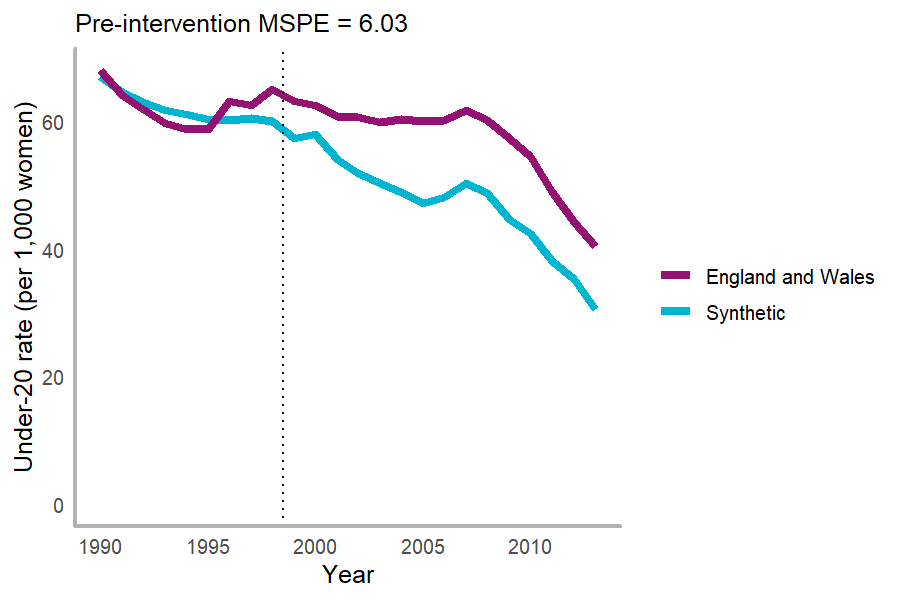 Pre-intervention MSPE = 6.03
Under-20 rate (per 1,000 women)
60
40
20
0
1990 1995 2000 2005 2010
Year
England and Wales
Synthetic